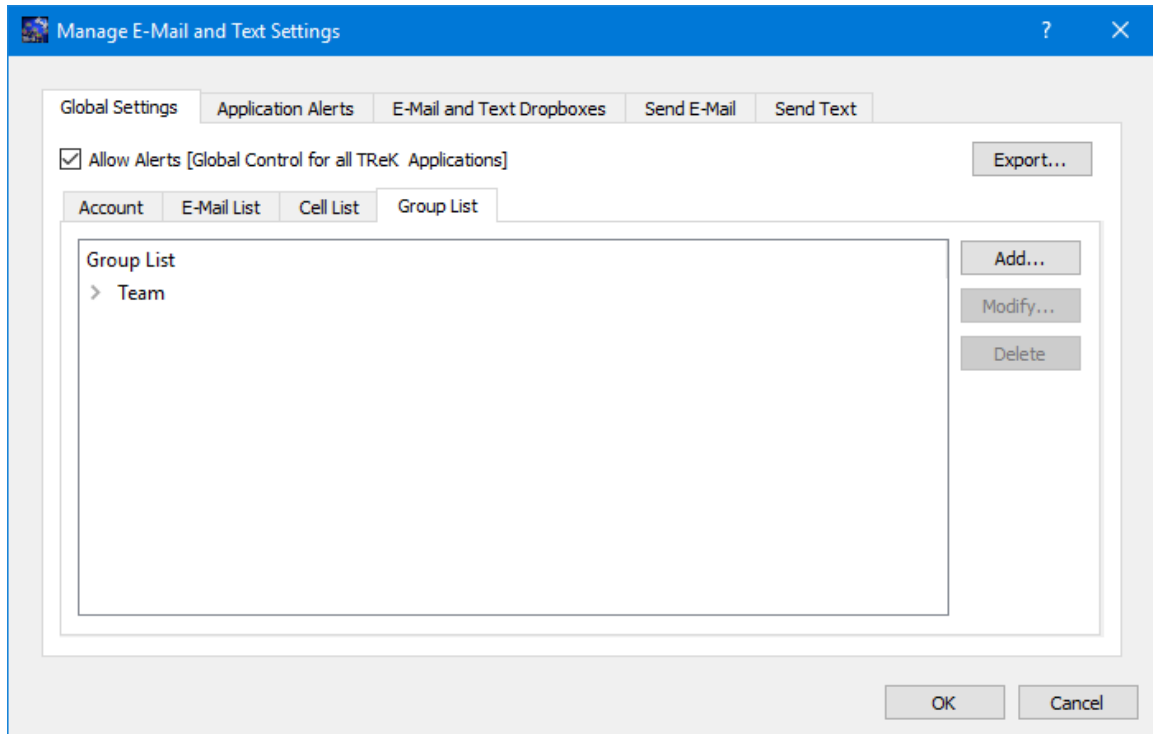 Manage E-Mail and Text Settings ?
Global Settings Application Alerts E-Mail and Text Dropboxes Send E-Mail Send Text
Allow Alerts [Global Control for all TReK Applications] Export...
Account E-Mail List Cell List Group List
Group List Add...
Team Modify...
Delete
OK Cancel